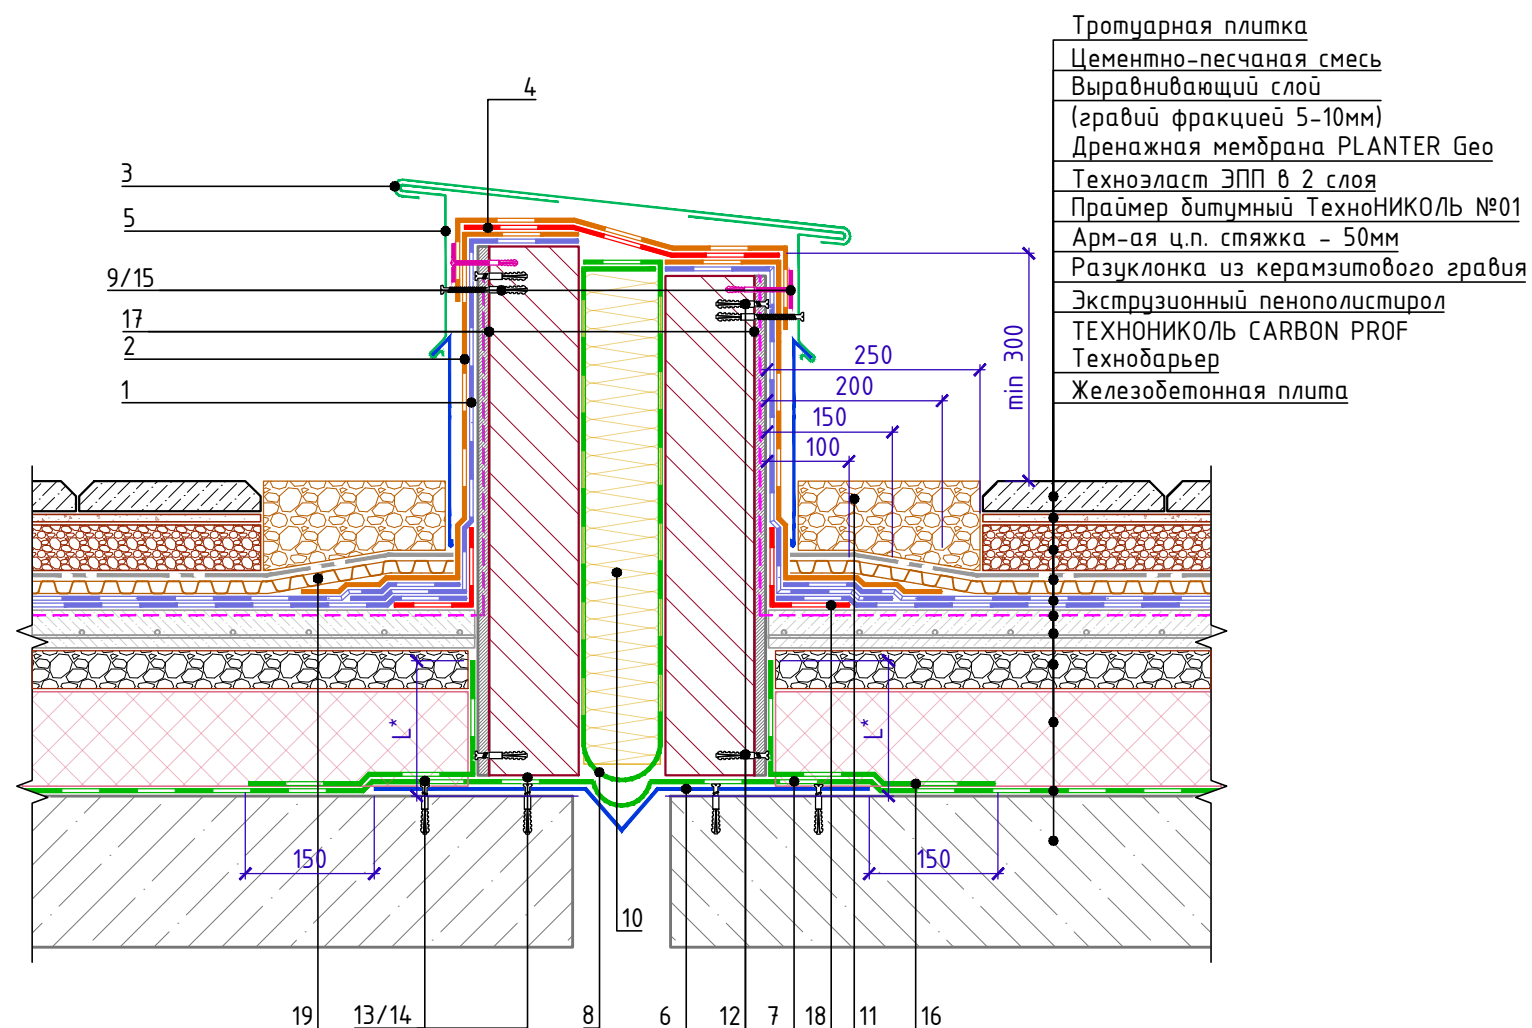 Тротуарная плитка
Цементно-песчаная смесь
Выравнивающий слой
(гравий фракцией 5-10мм)
Дренажная мембрана PLANTER Geo
Техноэласт ЭПП в 2 слоя
Праймер битумный ТехноНИКОЛЬ №01
Арм-ая ц.п. стяжка - 50мм
Разуклонка из керамзитового гравия
Экструзионный пенополистирол
ТЕХНОНИКОЛЬ CARBON PROF
Технобарьер
Железобетонная плита
4
3
5
9/15
17
2
1
250
200
150
100
min 300
L*
L*
150
150
10
19
13/14
8
6
12
7
18
11
16